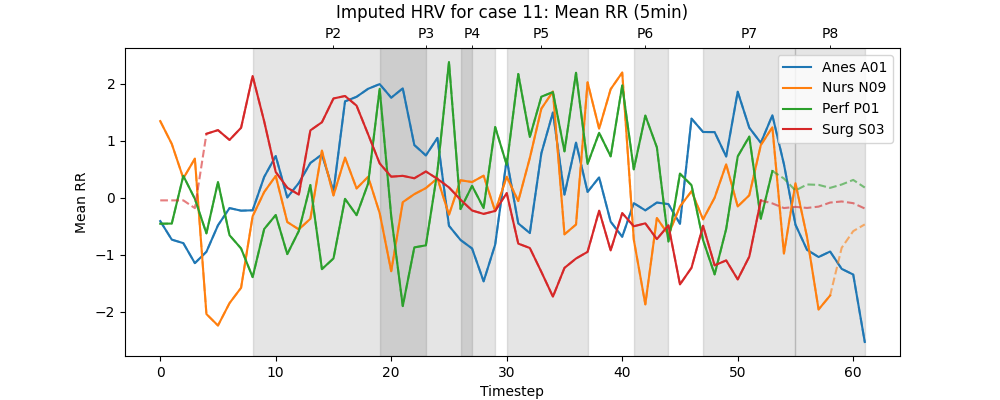 Imputed HRV for case 11: Mean RR (5min)
P2 P3 P4 P5 P6 P7 P8
Anes A01
Nurs N09
Perf P01
Surg S03
2
1
0
−1
−2
Mean RR
0 10 20 30 40 50 60
Timestep